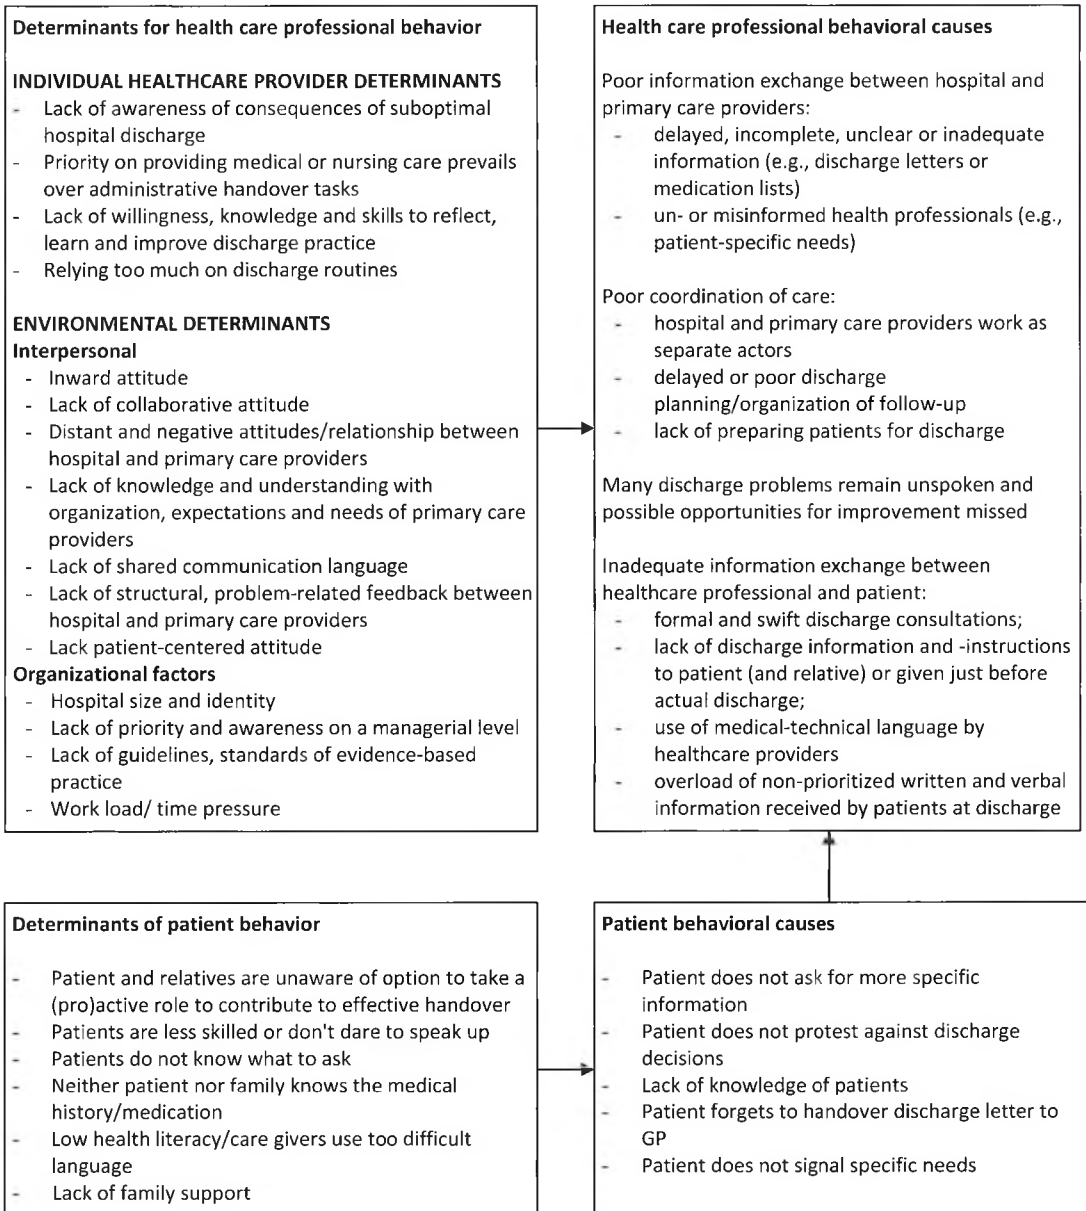 Determinants for health care professional behavior
INDIVIDUAL HEALTHCARE PROVIDER DETERMINANTS
- Lack of awareness of consequences of suboptimal
hospital discharge
- Priority on providing medical or nursing care prevails
over administrative handover tasks
- Lack of willingness, knowledge and skills to reflect,
learn and improve discharge practice
- Relying too much on discharge routines
ENVIRONMENTAL DETERMINANTS
Interpersonal
- Inward attitude
- Lack of collaborative attitude
- Distant and negative attitudes/relationship between
hospital and primary care providers
- Lack of knowledge and understanding with
organization, expectations and needs of primary care
providers
- Lack of shared communication language
- Lack of structural, problem-related feedback between
hospital and primary care providers
- Lack patient-centered attitude
Organizational factors
- Hospital size and identity
- Lack of priority and awareness on a managerial level
- Lack of guidelines, standards of evidence-based
practice
- Work load/ time pressure
Health care professional behavioral causes
Poor information exchange between hospital and
primary care providers:
- delayed, incomplete, unclear or inadequate
information (e.g., discharge letters or
medication lists)
- un- or misinformed health professionals (e.g.,
patient-specific needs)
Poor coordination of care:
- hospital and primary care providers work as
separate actors
- delayed or poor discharge
planning/organization of follow-up
- lack of preparing patients for discharge
Many discharge problems remain unspoken and
possible opportunities for improvement missed
Inadequate information exchange between
healthcare professional and patient:
- formal and swift discharge consultations;
- lack of discharge information and -instructions
to patient (and relative) or given just before
actual discharge;
- use of medical-technical language by
healthcare providers
- overload of non-prioritized written and verbal
information received by patients at discharge
Determinants of patient behavior
- Patient and relatives are unaware of option to take a
(pro)active role to contribute to effective handover
- Patients are less skilled or don't dare to speak up
- Patients do not know what to ask
- Neither patient nor family knows the medical
history/medication
- Low health literacy/care givers use too difficult
language
- Lack of family support
Patient behavioral causes
- Patient does not ask for more specific
information
- Patient does not protest against discharge
decisions
- Lack of knowledge of patients
- Patient forgets to handover discharge letter to
GP
- Patient does not signal specific needs